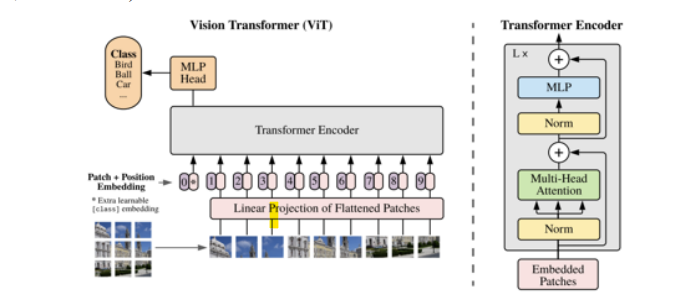 Vision Transformer (ViT)
Class
Bird
Ball
Car
...
MLP
Head
Transformer Encoder
Patch + Position
Embedding
0 * 1 2 3 4 5 6 7 8 9
* Extra learnable
[class] embedding
Linear Projection of Flattened Patches
Transformer Encoder
L x
+
MLP
Norm
+
Multi-Head
Attention
Norm
Embedded
Patches